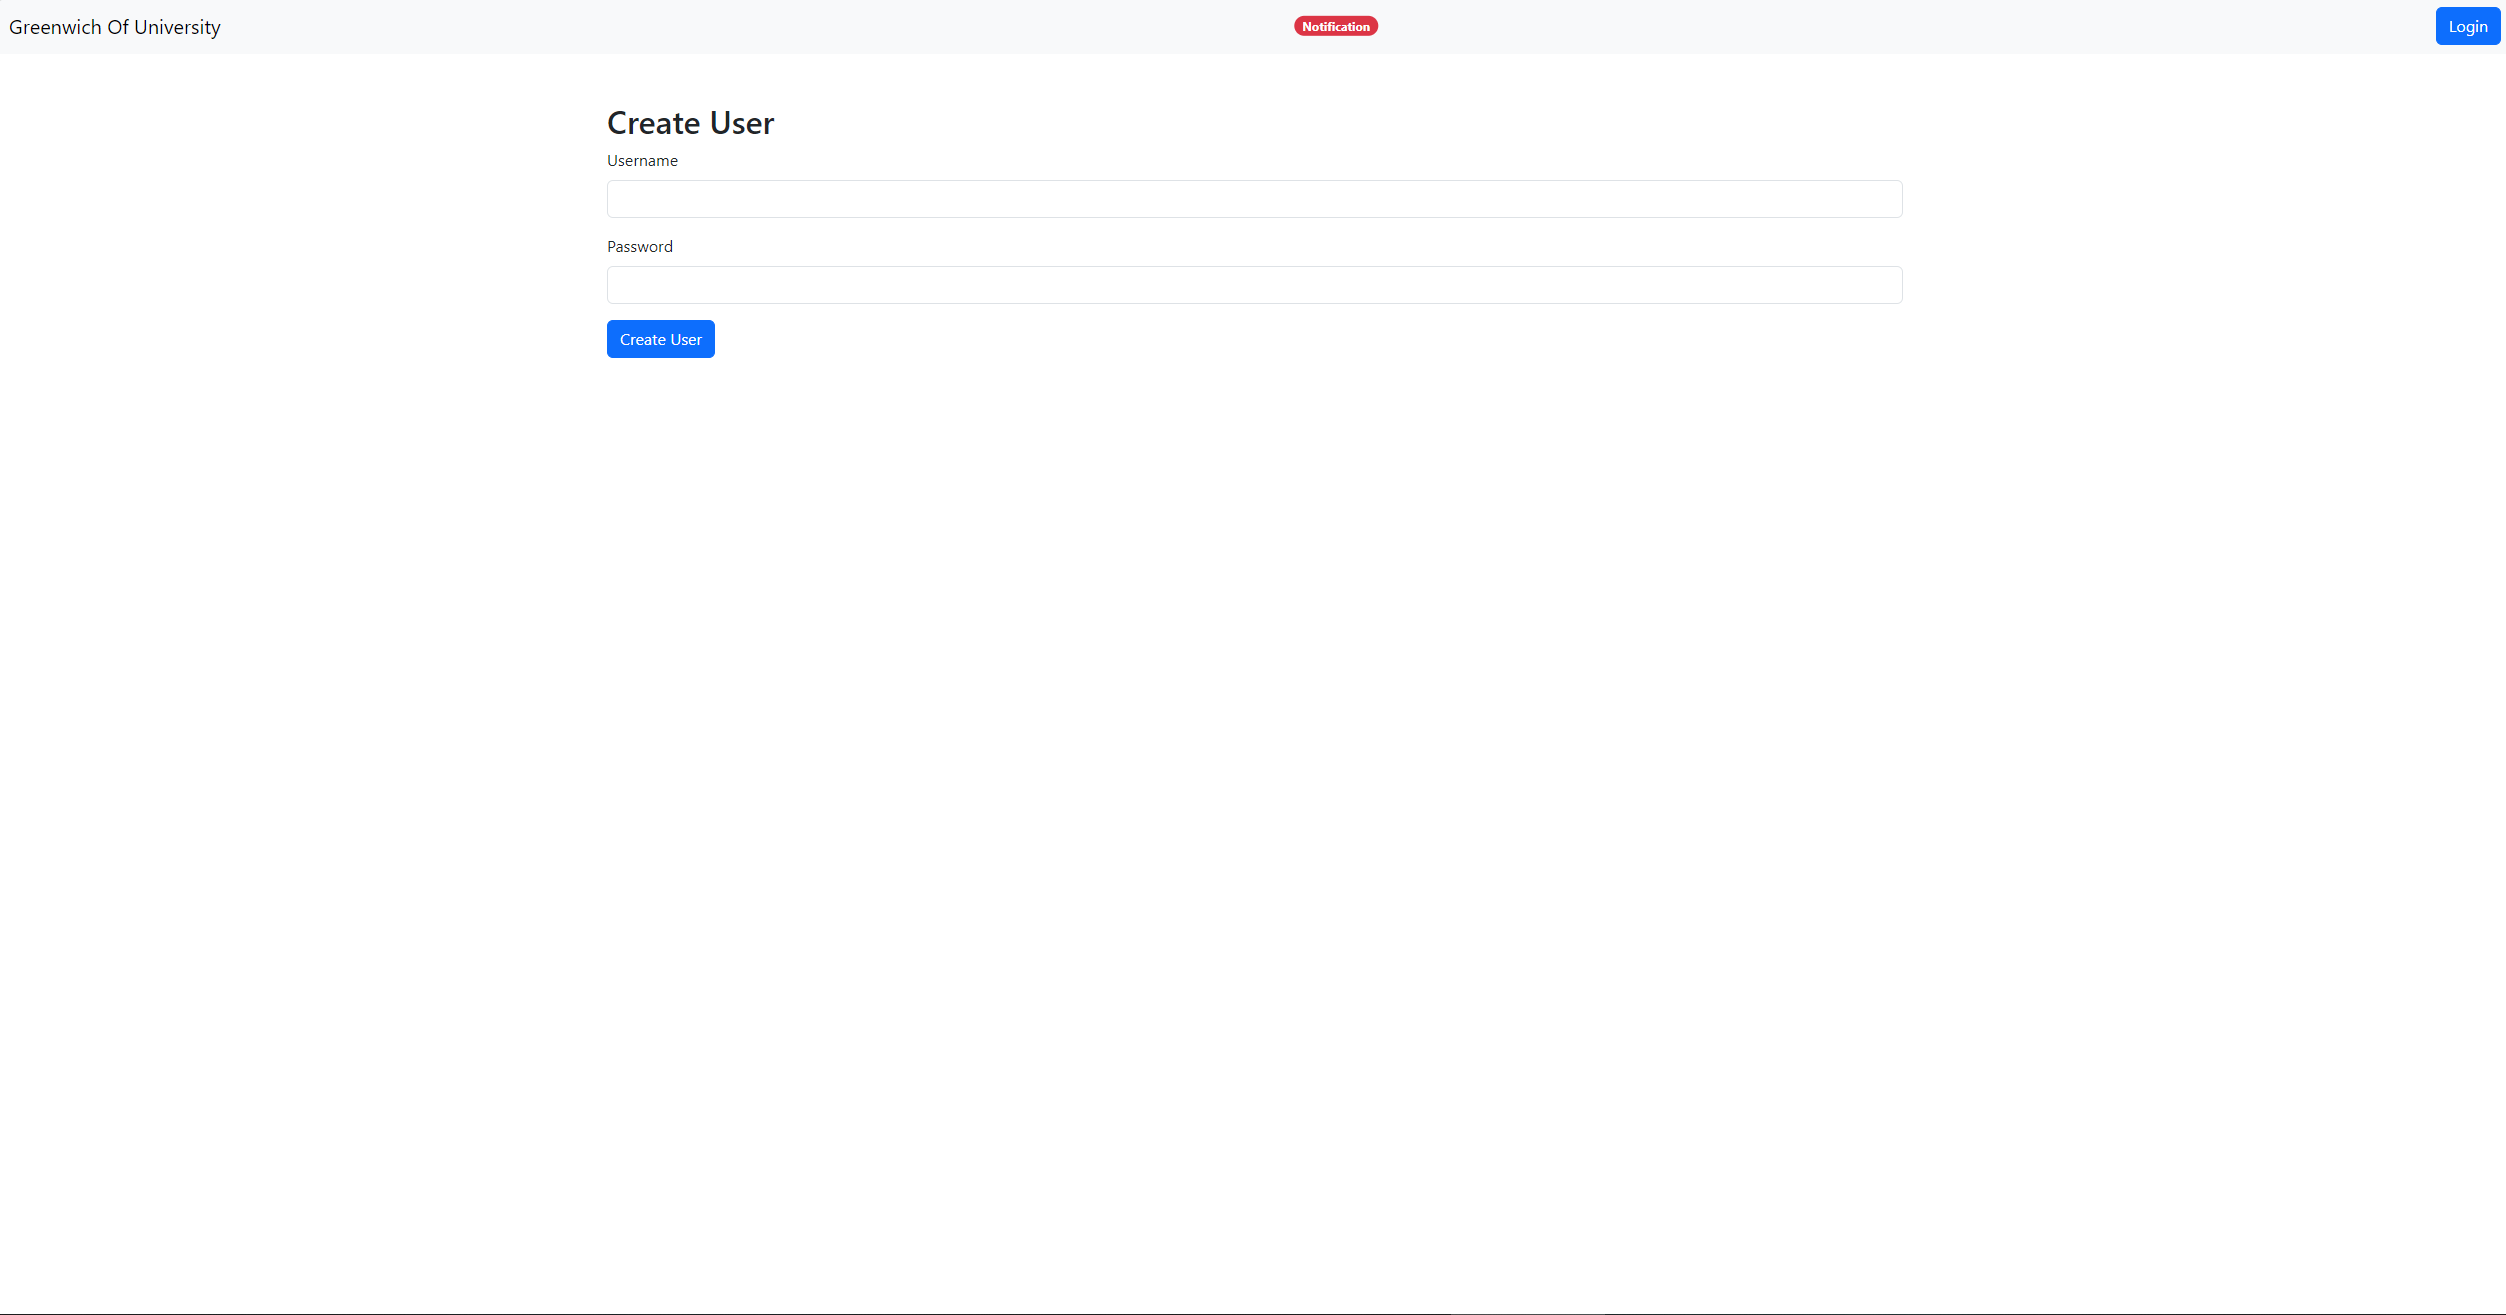 Greenwich Of University
Notification
Login
Create User
Username
Password
Create User